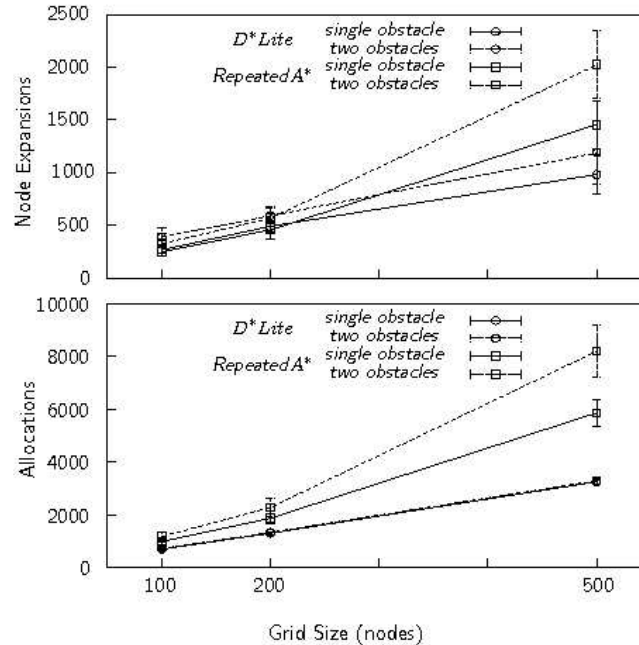 2500
2000
1500
1000
500
0
Node Expansions
D*Lite single obstacle
two obstacles
Repeated A* single obstacle
two obstacles
10000
8000
6000
4000
2000
0
Allocations
D*Lite single obstacle
two obstacles
Repeated A* single obstacle
two obstacles
100 200 500
Grid Size (nodes)